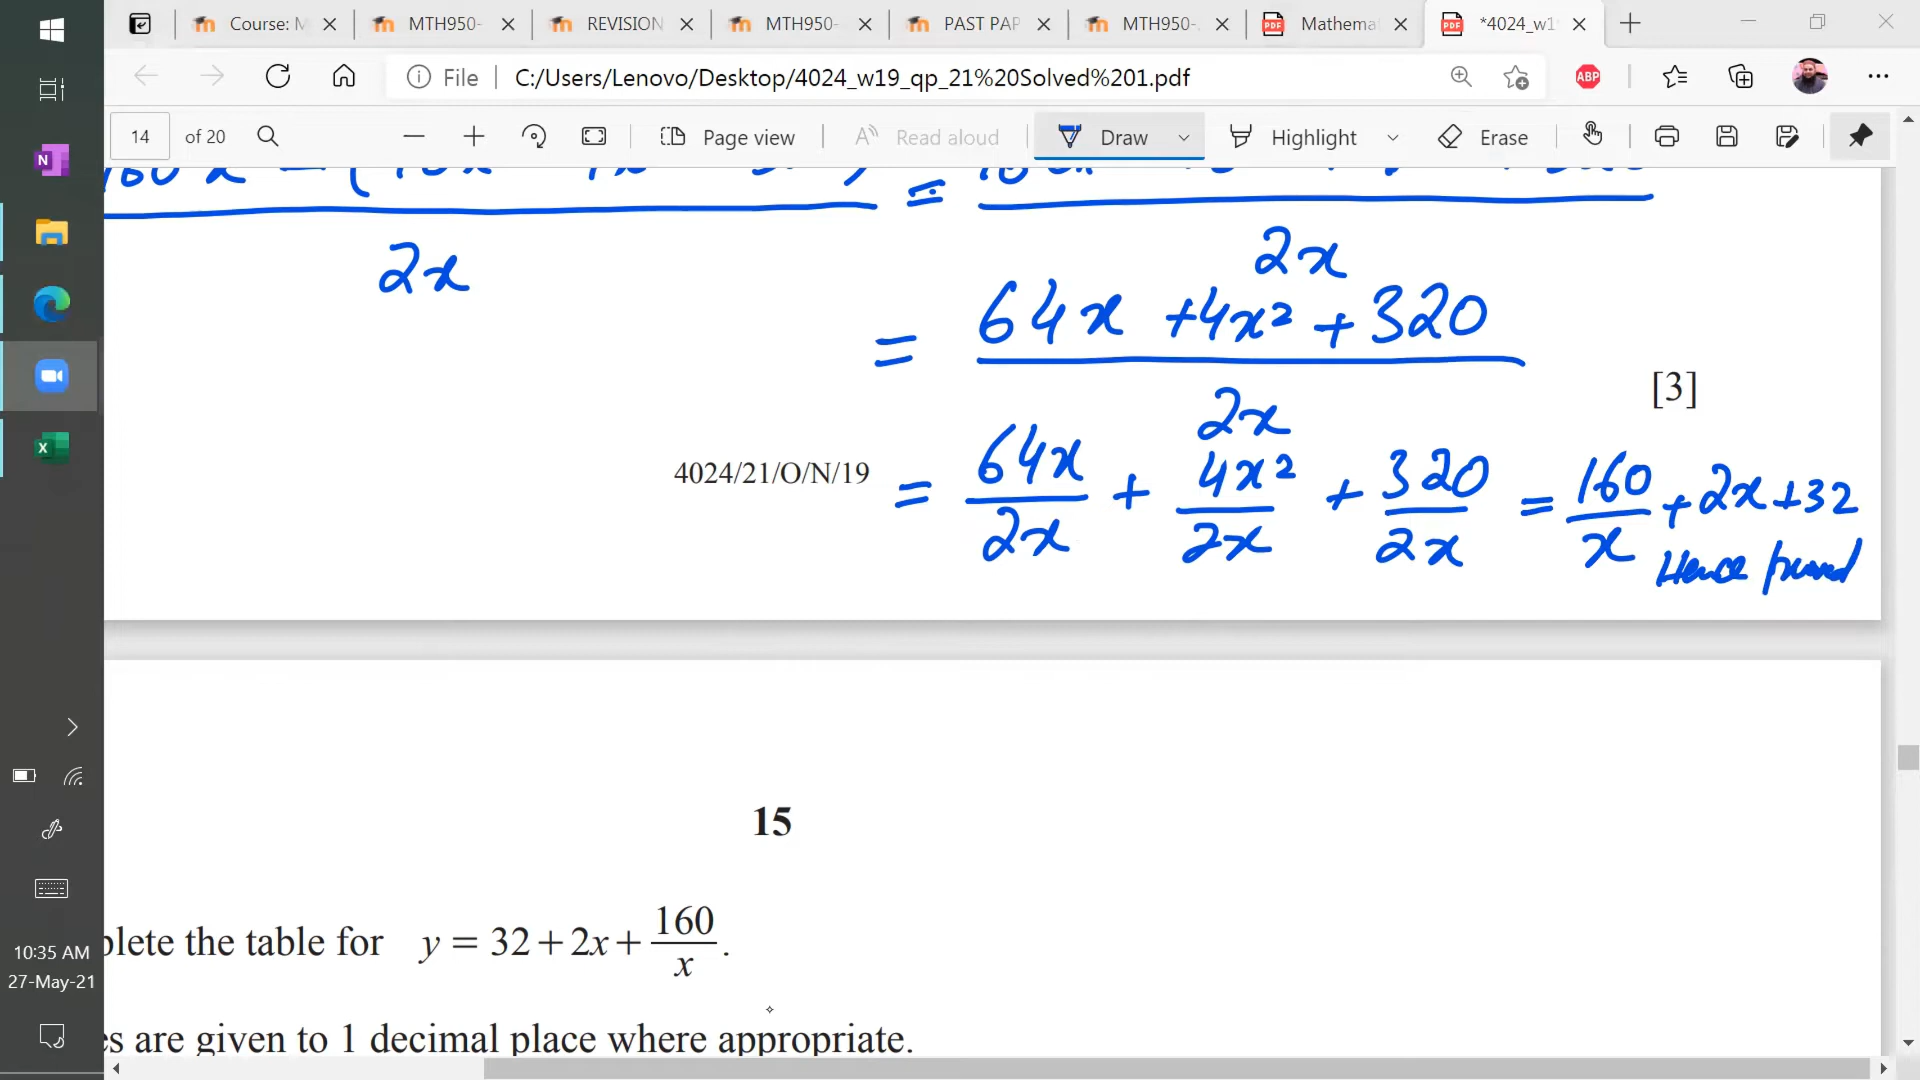 Course: M MTH950- REVISION MTH950- PAST PAP MTH950- Mathema *4024_w1
File C:/Users/Lenovo/Desktop/4024_w19_qp_21%20Solved%201.pdf ABP
14 of 20 Page view Read aloud Draw Highlight Erase
=
2x 2x
= 64x + 4x² + 320 / 2x
[3]
4024/21/O/N/19
= 64x/2x + 4x²/2x + 320/2x = 160/x + 2x + 32
Hence proved
15
plete the table for y = 32 + 2x + 160/x.
es are given to 1 decimal place where appropriate.
10:35 AM
27-May-21